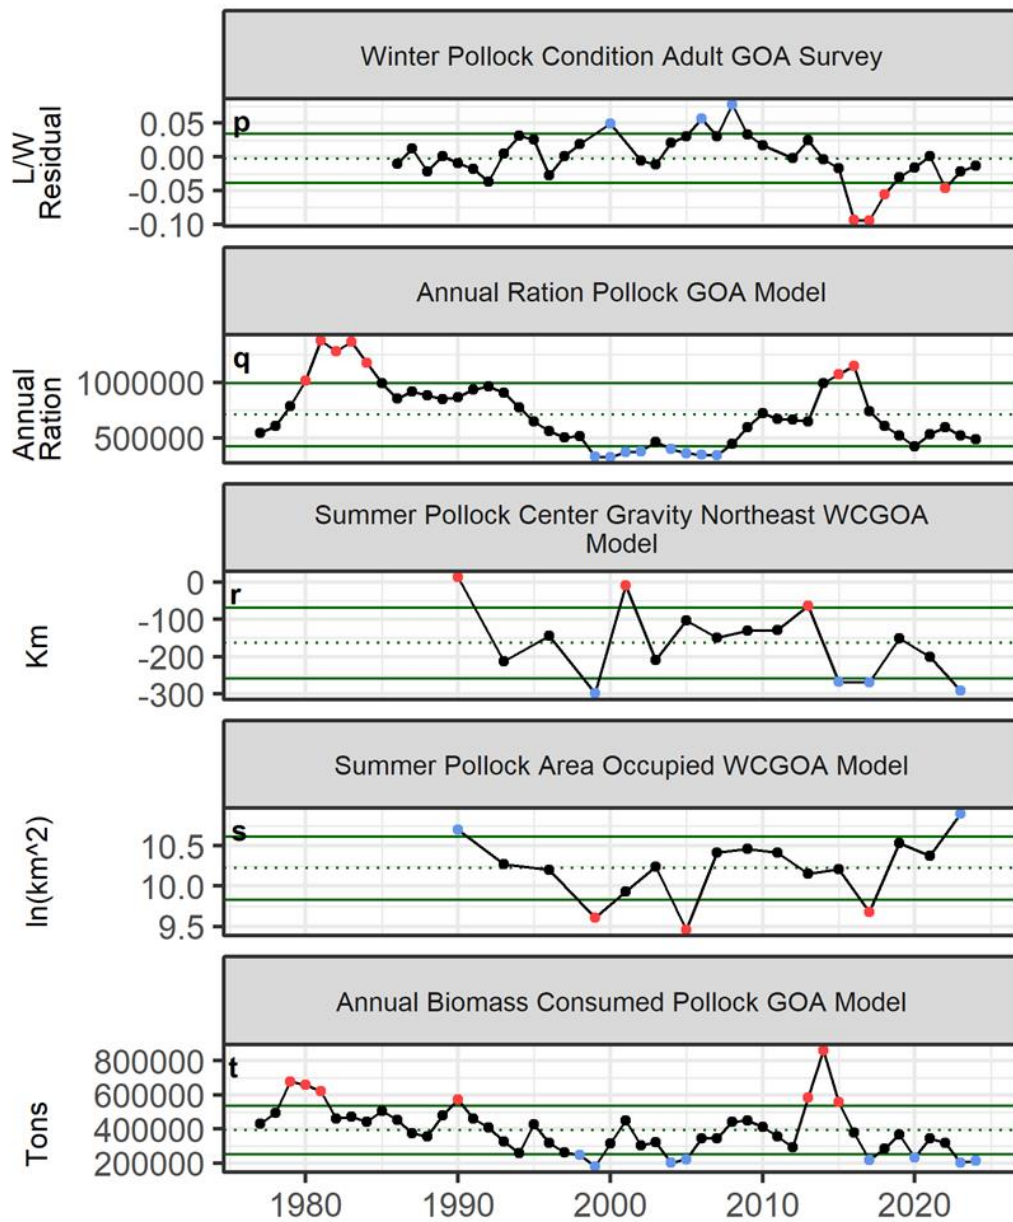 Winter Pollock Condition Adult GOA Survey
p
L/W
Residual
0.05
0.00
-0.05
-0.10
Annual Ration Pollock GOA Model
q
Annual
Ration
1000000
500000
Summer Pollock Center Gravity Northeast WCGOA
Model
r
Km
0
-100
-200
-300
Summer Pollock Area Occupied WCGOA Model
s
ln(km^2)
10.5
10.0
9.5
Annual Biomass Consumed Pollock GOA Model
t
Tons
800000
600000
400000
200000
1980 1990 2000 2010 2020